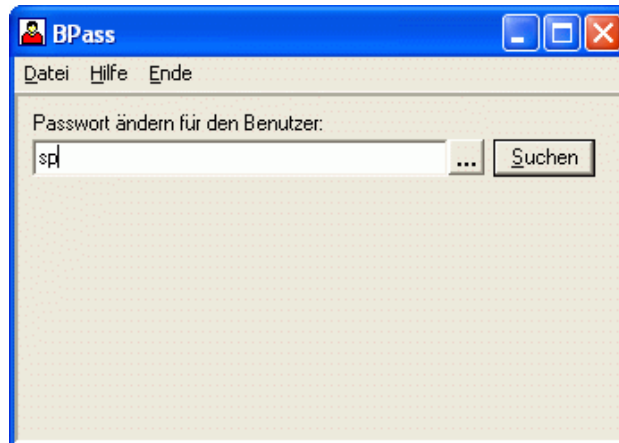 BPass
Datei Hilfe Ende
Passwort ändern für den Benutzer:
sp ... Suchen